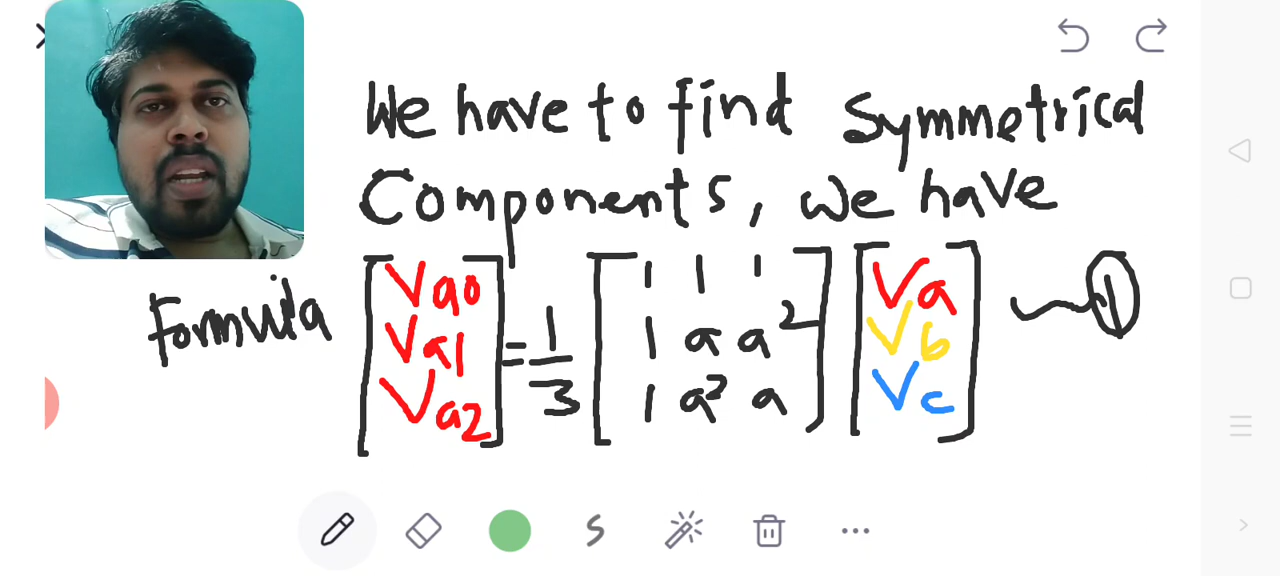 We have to find Symmetrical
Components, We have
Formula [Va0 Va1 Va2] = 1/3 [1 1 1; 1 a a²; 1 a² a] [Va Vb Vc] — ①